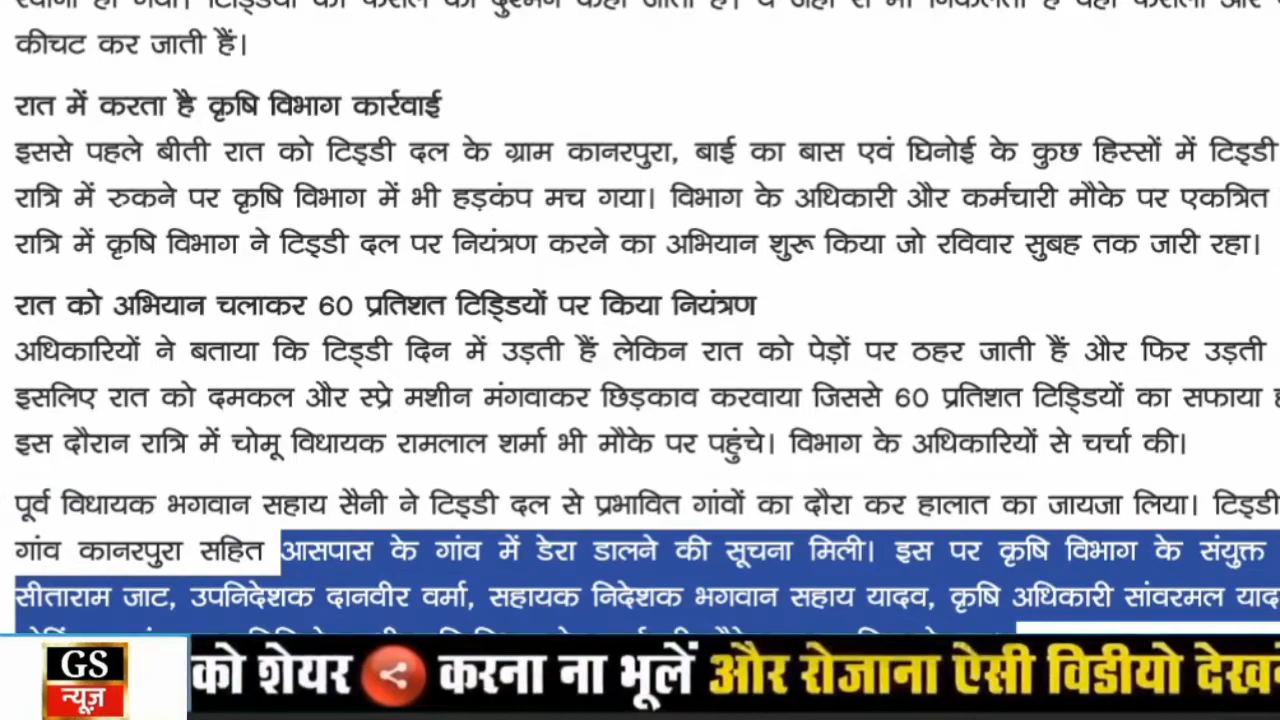 कीचट कर जाती हैं।
रात में करता है कृषि विभाग कार्रवाई
इससे पहले बीती रात को टिड्डी दल के ग्राम कानरपुरा, बाई का बास एवं घिनोई के कुछ हिस्सों में टिड्डी
रात्रि में रुकने पर कृषि विभाग में भी हड़कंप मच गया। विभाग के अधिकारी और कर्मचारी मौके पर एकत्रित
रात्रि में कृषि विभाग ने टिड्डी दल पर नियंत्रण करने का अभियान शुरू किया जो रविवार सुबह तक जारी रहा।
रात को अभियान चलाकर 60 प्रतिशत टिड्डियों पर किया नियंत्रण
अधिकारियों ने बताया कि टिड्डी दिन में उड़ती हैं लेकिन रात को पेड़ों पर ठहर जाती हैं और फिर उड़ती
इसलिए रात को दमकल और स्प्रे मशीन मंगवाकर छिड़काव करवाया जिससे 60 प्रतिशत टिड्डियों का सफाया
इस दौरान रात्रि में चोमू विधायक रामलाल शर्मा भी मौके पर पहुंचे। विभाग के अधिकारियों से चर्चा की।
पूर्व विधायक भगवान सहाय सैनी ने टिड्डी दल से प्रभावित गांवों का दौरा कर हालात का जायजा लिया। टिड्डी
गांव कानरपुरा सहित आसपास के गांव में डेरा डालने की सूचना मिली। इस पर कृषि विभाग के संयुक्त
सीताराम जाट, उपनिदेशक दानवीर वर्मा, सहायक निदेशक भगवान सहाय यादव, कृषि अधिकारी सांवरमल
GS
न्यूज़
को शेयर करना ना भूलें और रोजाना ऐसी विडीयो